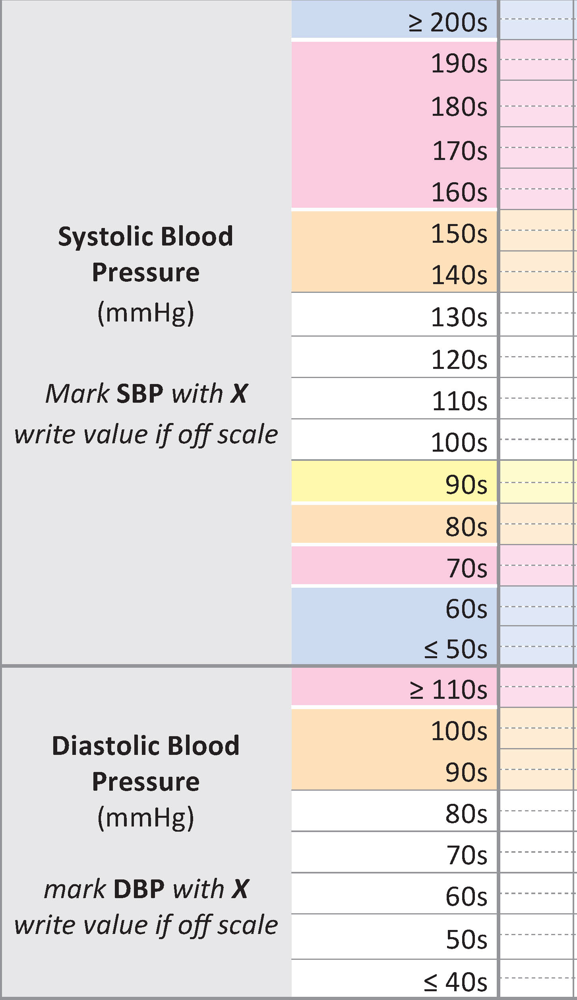 ≥ 200s
190s
180s
170s
160s
Systolic Blood
Pressure
(mmHg)
Mark SBP with X
write value if off scale
150s
140s
130s
120s
110s
100s
90s
80s
70s
60s
≤ 50s
≥ 110s
100s
90s
Diastolic Blood
Pressure
(mmHg)
mark DBP with X
write value if off scale
80s
70s
60s
50s
≤ 40s